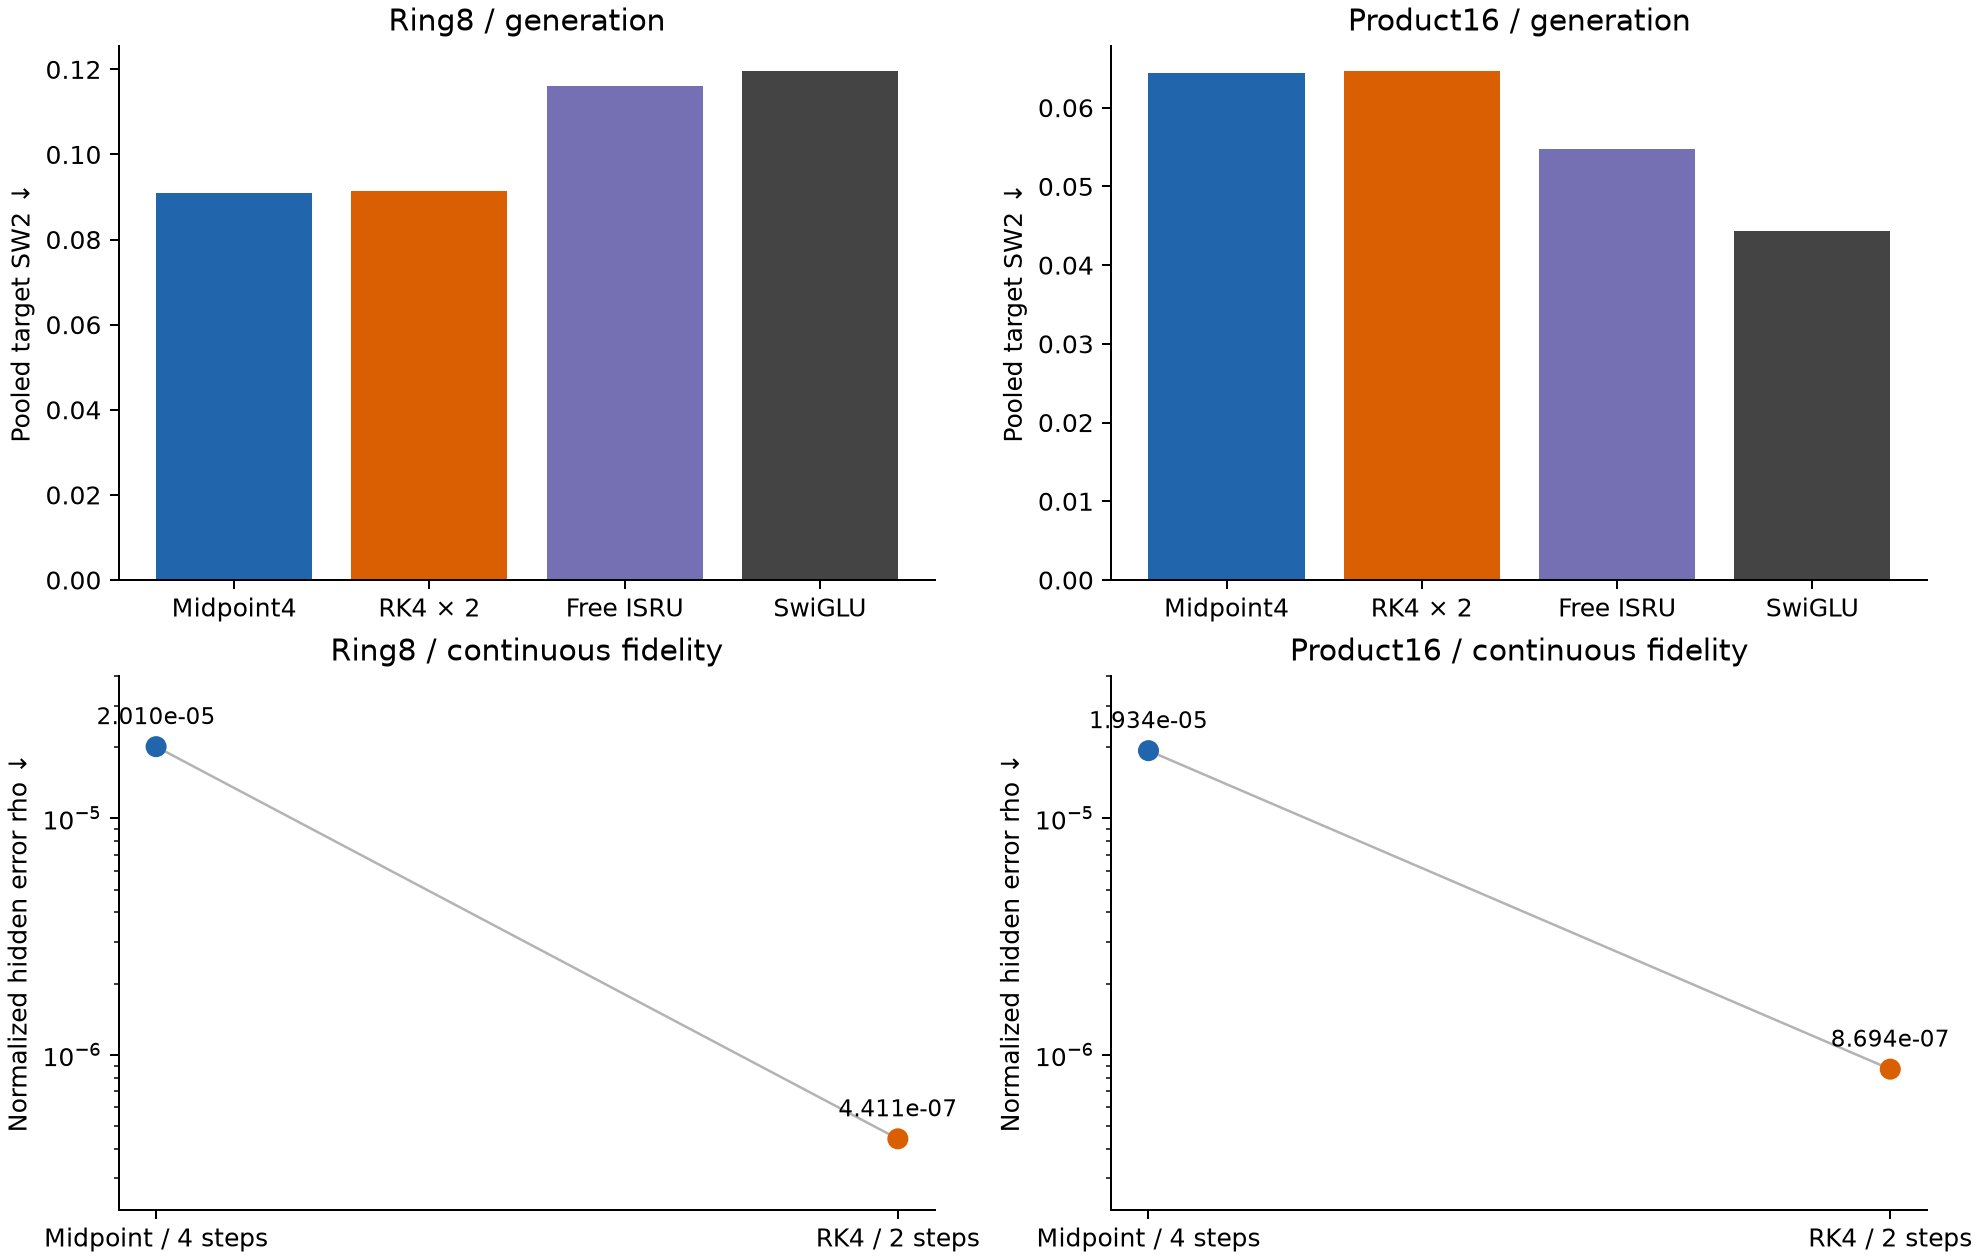 Ring8 / generation
Pooled target SW2 ↓
0.12
0.10
0.08
0.06
0.04
0.02
0.00
Midpoint4
RK4 × 2
Free ISRU
SwiGLU
Product16 / generation
Pooled target SW2 ↓
0.06
0.05
0.04
0.03
0.02
0.01
0.00
Midpoint4
RK4 × 2
Free ISRU
SwiGLU
Ring8 / continuous fidelity
Normalized hidden error rho ↓
10⁻⁵
10⁻⁶
2.010e-05
4.411e-07
Midpoint / 4 steps
RK4 / 2 steps
Product16 / continuous fidelity
Normalized hidden error rho ↓
10⁻⁵
10⁻⁶
1.934e-05
8.694e-07
Midpoint / 4 steps
RK4 / 2 steps